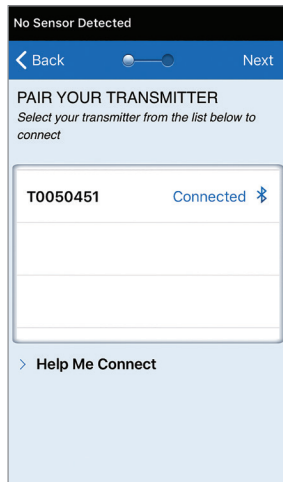 No Sensor Detected
Back Next
PAIR YOUR TRANSMITTER
Select your transmitter from the list below to
connect
T0050451 Connected
Help Me Connect